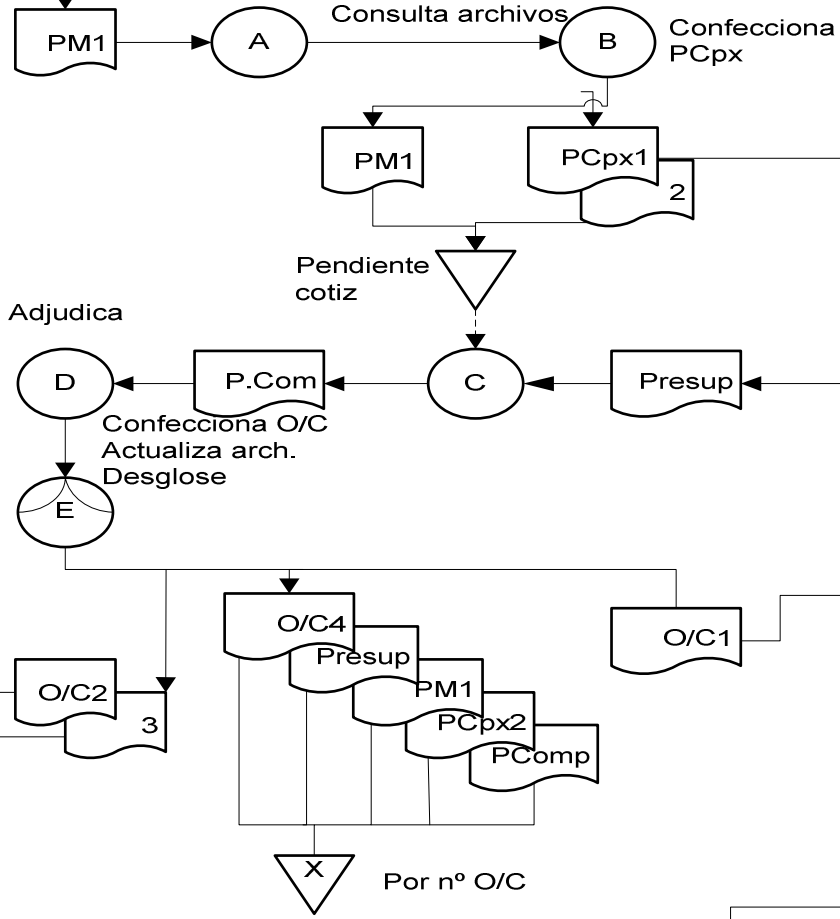 Consulta archivos
PM1
A
B
Confecciona
PCpx
PM1
PCpx1
2
Pendiente
cotiz
Adjudica
D
P.Com
C
Presup
Confecciona O/C
Actualiza arch.
Desglose
E
O/C4
Presup
O/C1
PM1
O/C2
3
PCpx2
PComp
X
Por nº O/C